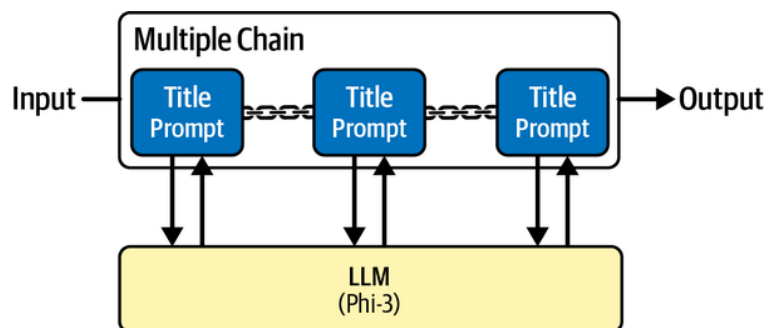 Multiple Chain
Input
Title
Prompt
Title
Prompt
Title
Prompt
Output
LLM
(Phi-3)